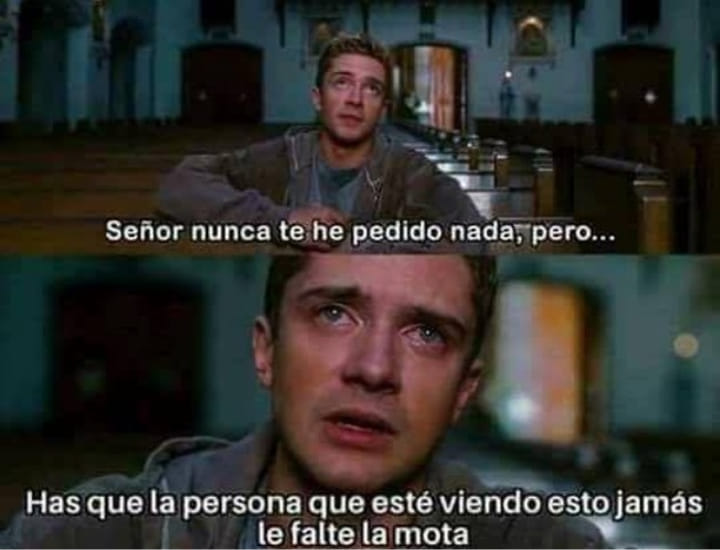 Señor nunca te he pedido nada, pero...
Has que la persona que esté viendo esto jamás
le falte la mota